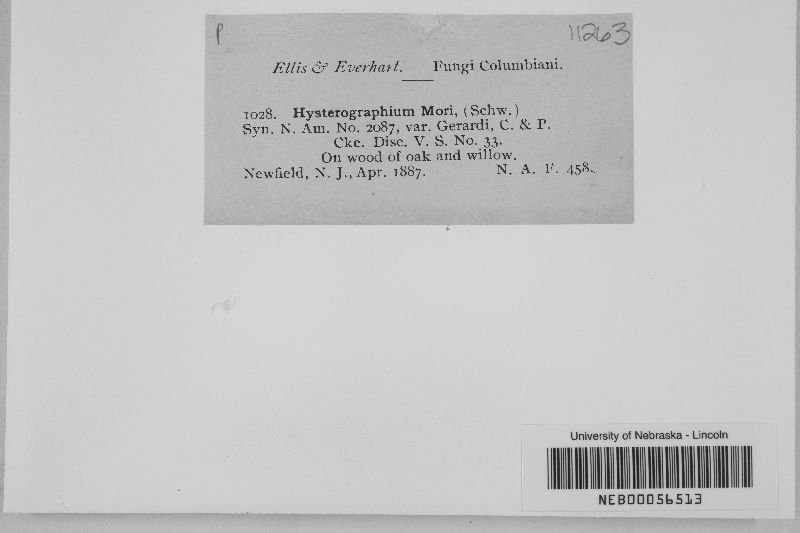 P
11263
Ellis & Everhart. Fungi Columbiani.
1028. Hysterographium Mori, (Schw.)
Syn. N. Am. No. 2087, var. Gerardi, C. & P.
Cke. Disc. V. S. No. 33.
On wood of oak and willow.
Newfield, N. J., Apr. 1887. N. A. F. 458.
University of Nebraska - Lincoln
NEB00056513